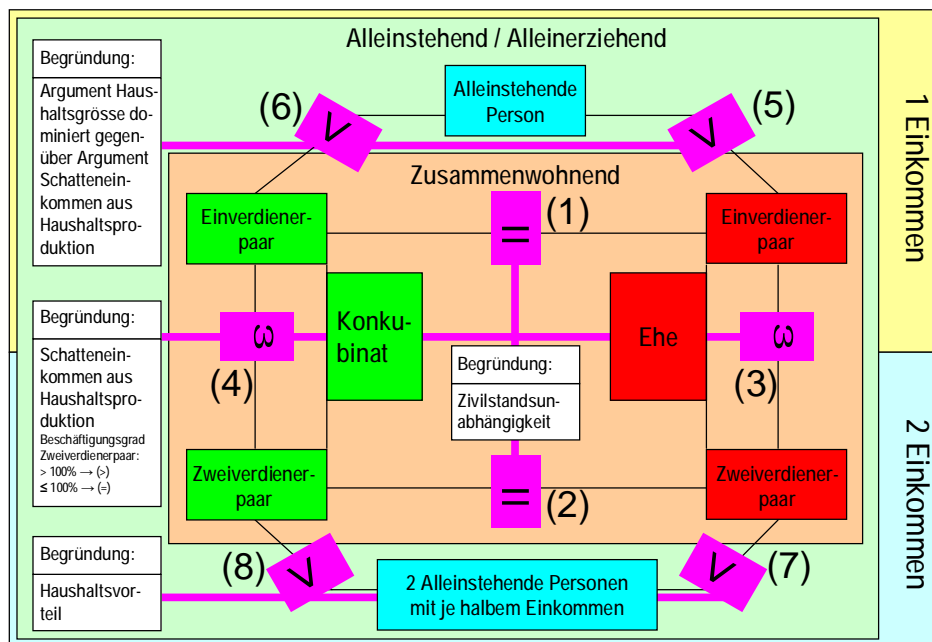 Alleinstehend / Alleinerziehend
Begründung:
Argument Haus-
haltsgrösse do-
miniert gegen-
über Argument
Schattenein-
kommen aus
Haushaltspro-
duktion
(6)
V
Alleinstehende
Person
V
(5)
1 Einkommen
Zusammenwohnend
Einverdiener-
paar
=
(1)
Einverdiener-
paar
Begründung:
Schattenein-
kommen aus
Haushaltspro-
duktion
Beschäftigungsgrad
Zweiverdienerpaar:
> 100% → (>)
≤ 100% → (=)
(4)
Konku-
binat
Ehe
(3)
Begründung:
Zivilstandsun-
abhängigkeit
2 Einkommen
Zweiverdiener-
paar
=
(2)
Zweiverdiener-
paar
Begründung:
Haushaltsvor-
teil
(8)
V
2 Alleinstehende Personen
mit je halbem Einkommen
V
(7)